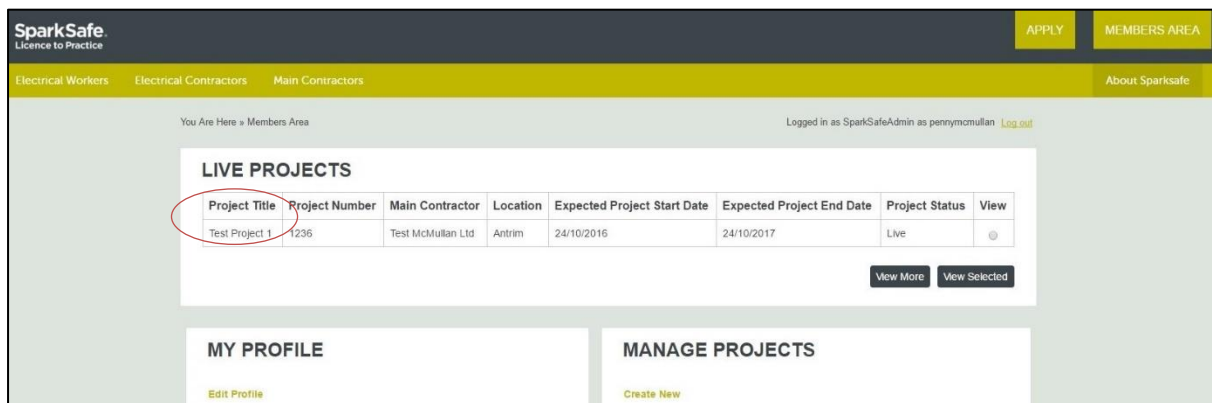 SparkSafe.
Licence to Practice
APPLY
MEMBERS AREA
Electrical Workers Electrical Contractors Main Contractors About Sparksafe
You Are Here » Members Area
Logged in as SparkSafeAdmin as pennymcmullan Log out
LIVE PROJECTS
Project Title Project Number Main Contractor Location Expected Project Start Date Expected Project End Date Project Status View
Test Project 1 1236 Test McMullan Ltd Antrim 24/10/2016 24/10/2017 Live
View More View Selected
MY PROFILE
Edit Profile
MANAGE PROJECTS
Create New